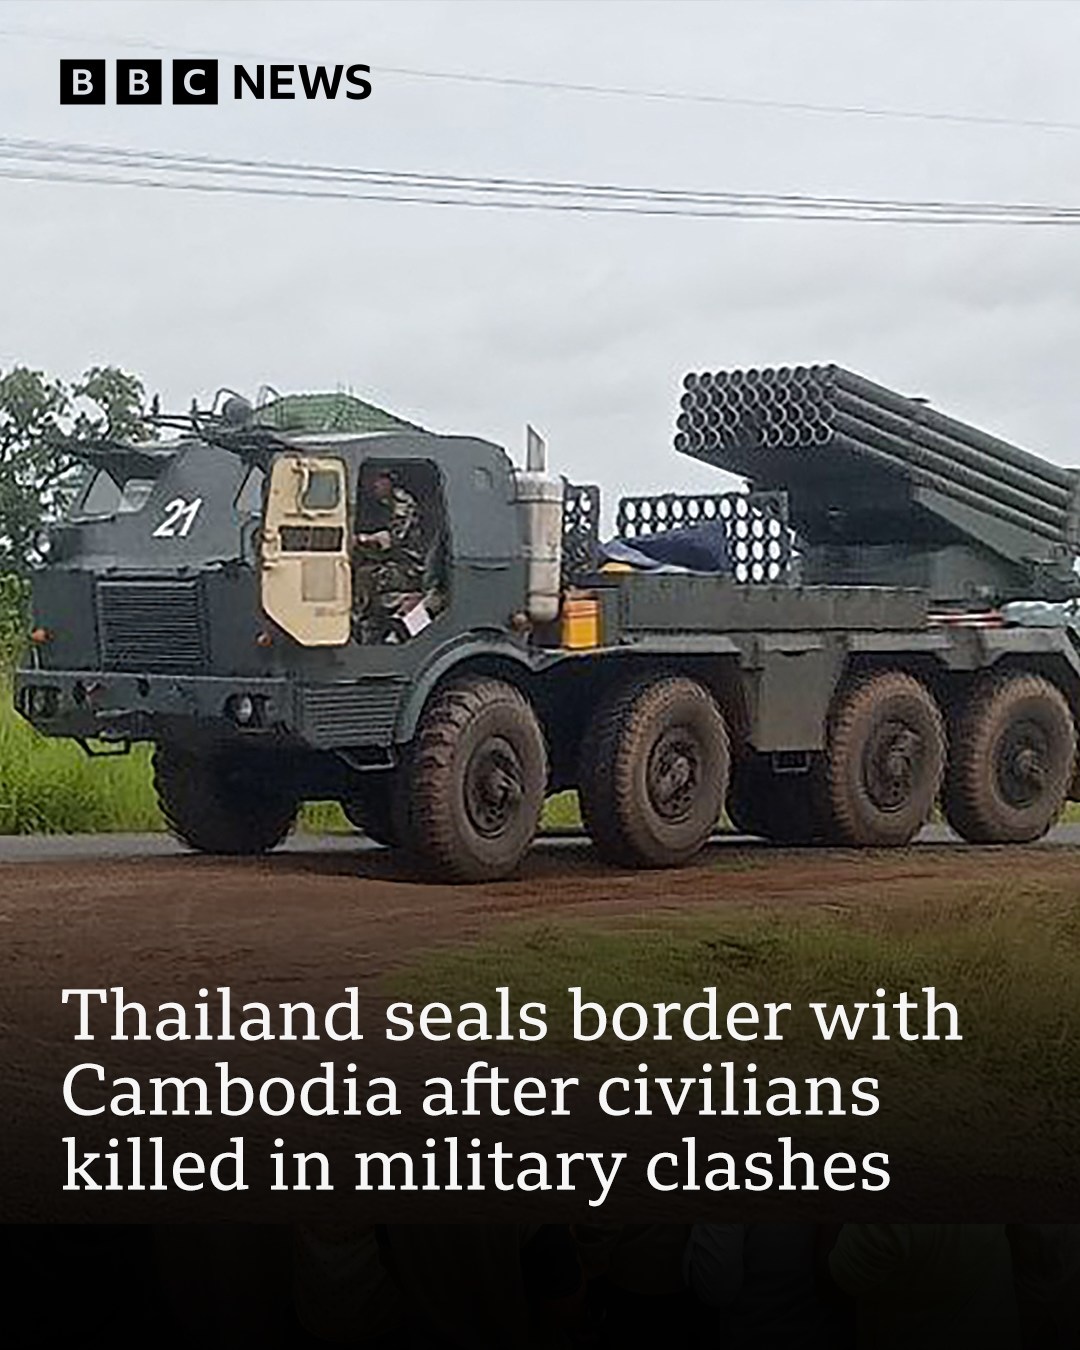 BBC NEWS
21
Thailand seals border with
Cambodia after civilians
killed in military clashes